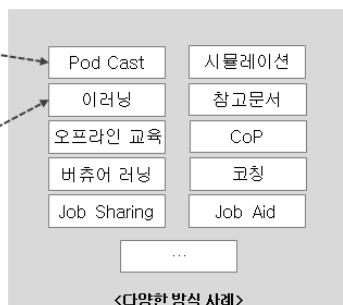 Pod Cast
시뮬레이션
이러닝
참고문서
오프라인 교육
CoP
버츄어 러닝
코칭
Job Sharing
Job Aid
...
<다양한 방식 사례>